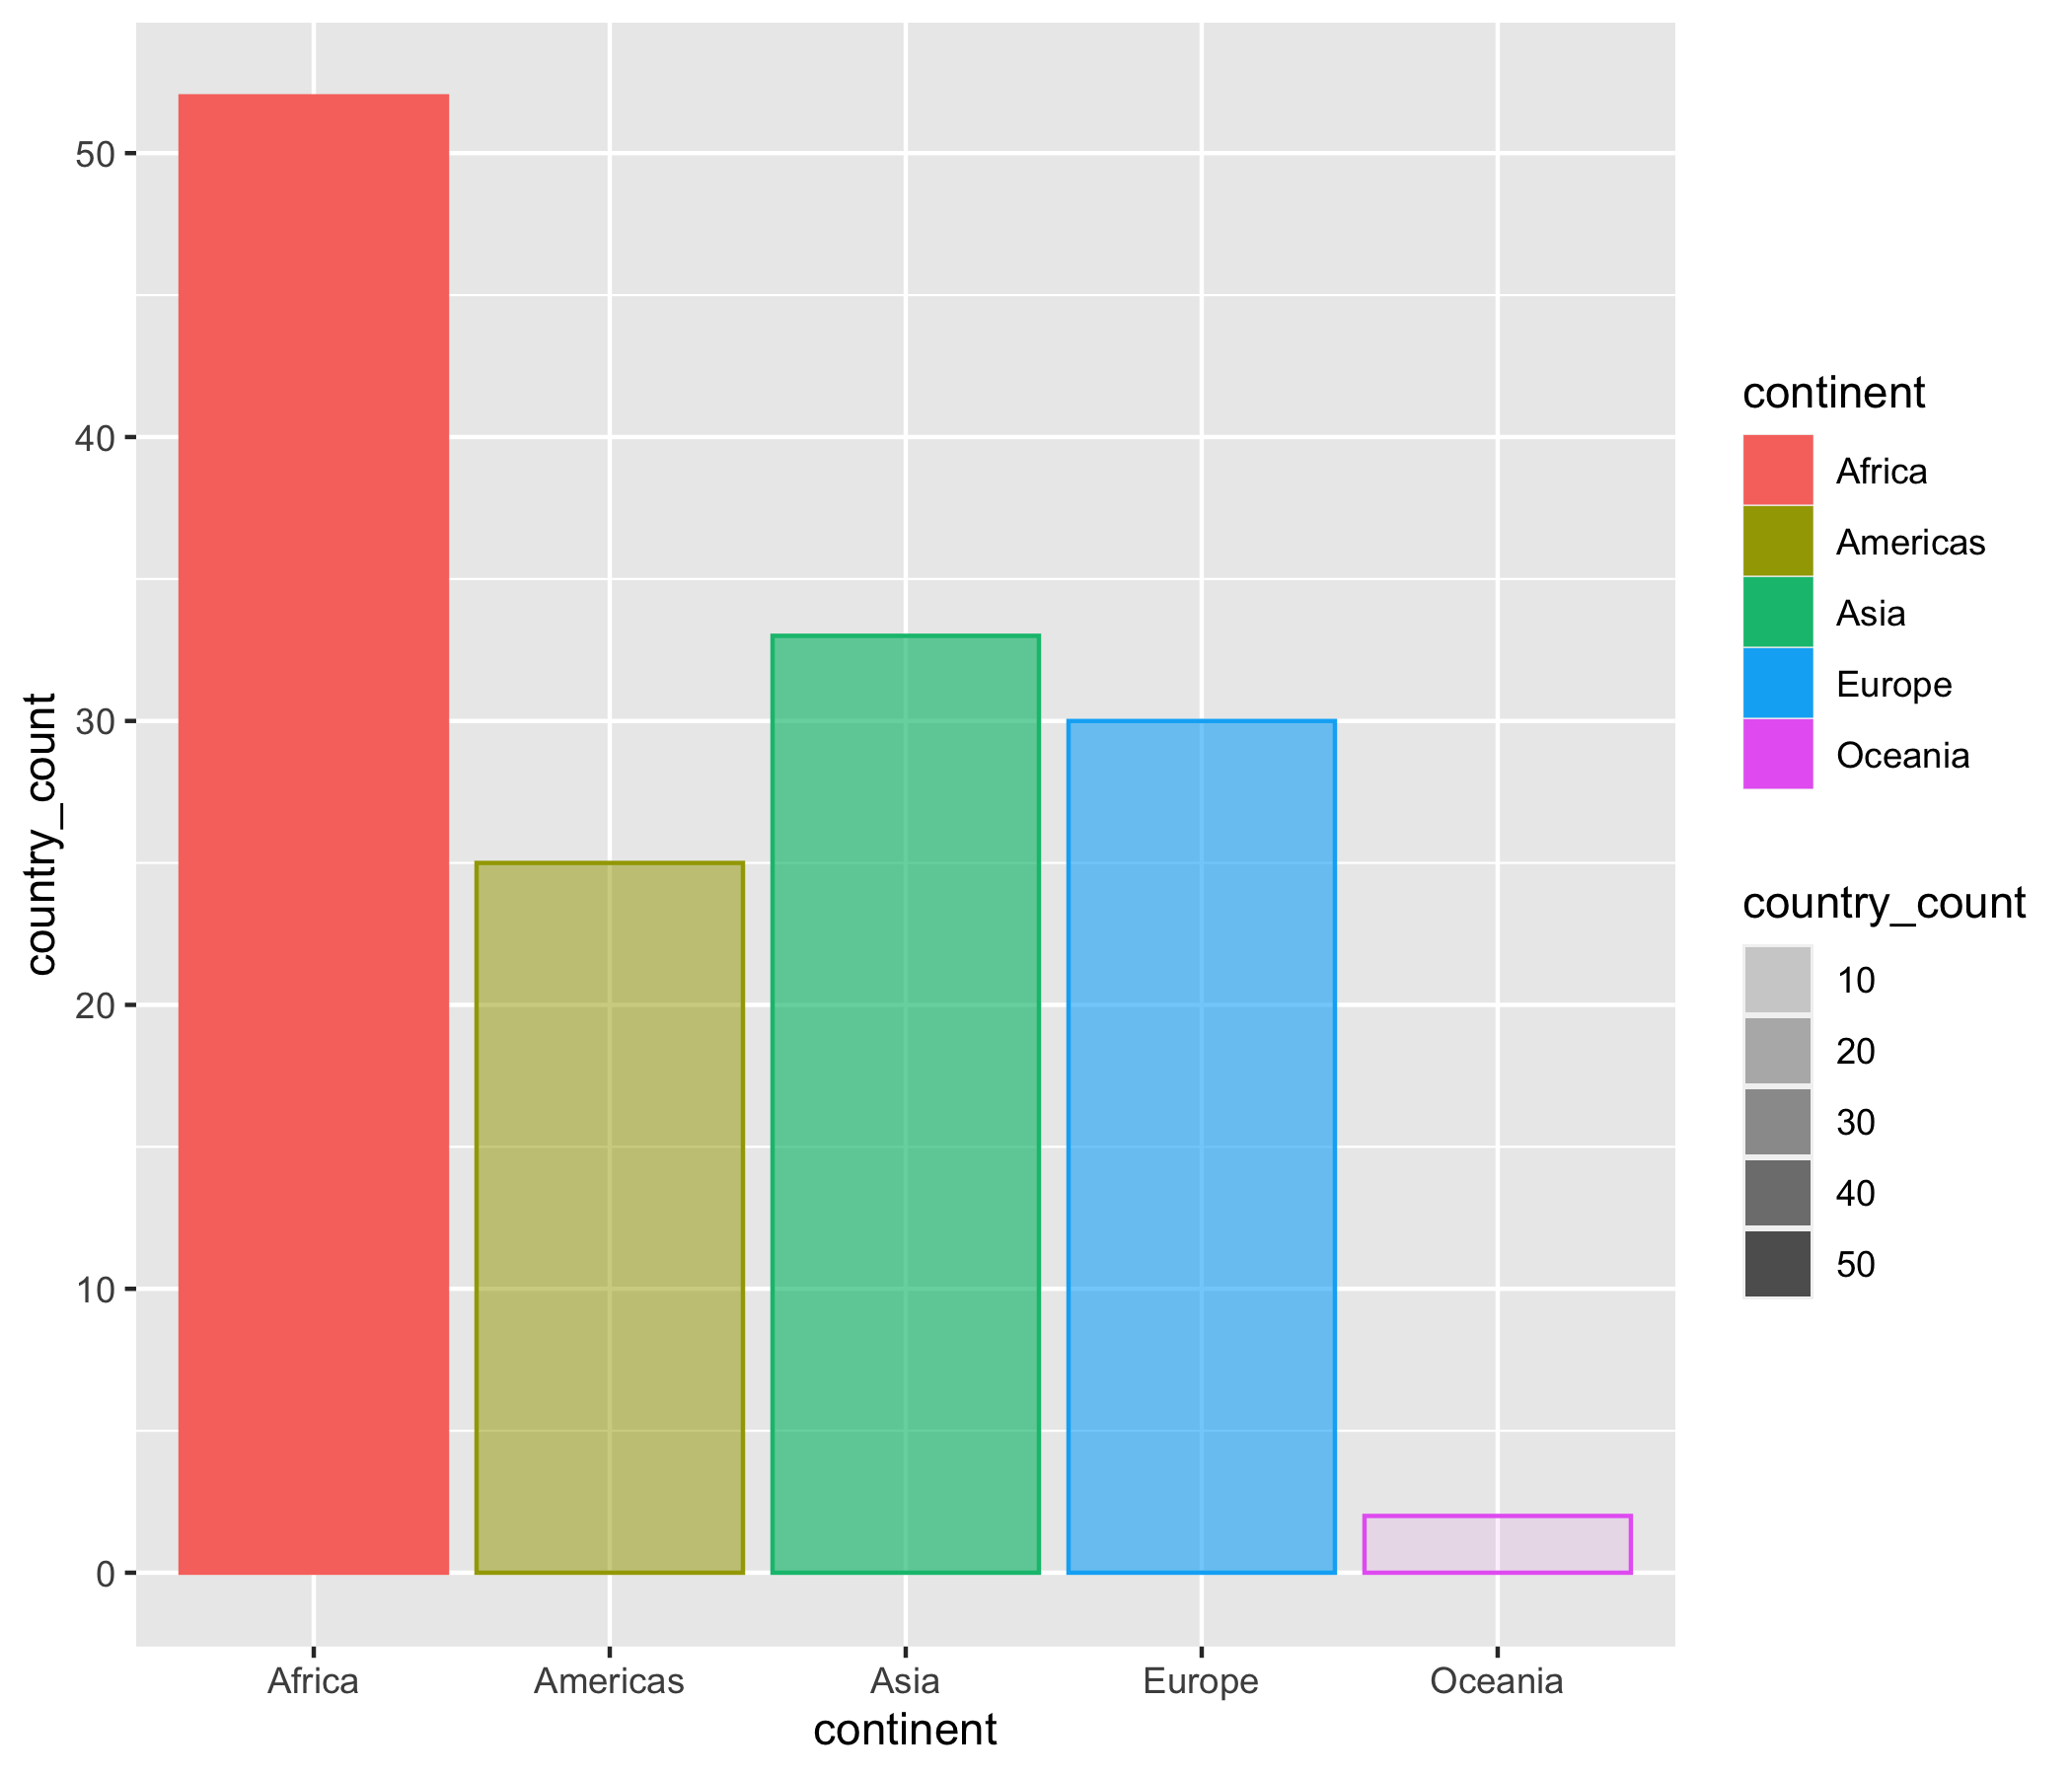 country_count
50
40
30
20
10
0
Africa Americas Asia Europe Oceania
continent
continent
Africa
Americas
Asia
Europe
Oceania
country_count
10
20
30
40
50